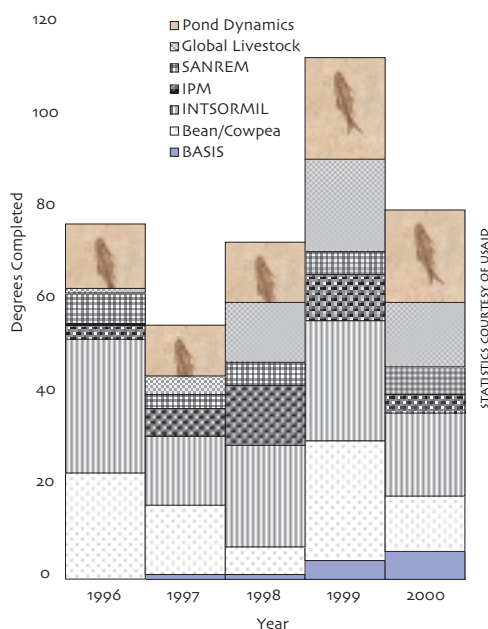 120
Pond Dynamics
Global Livestock
SANREM
IPM
INTSORMIL
Bean/Cowpea
BASIS
100
80
60
40
20
0
Degrees Completed
1996
1997
1998
1999
2000
Year
STATISTICS COURTESY OF USAID